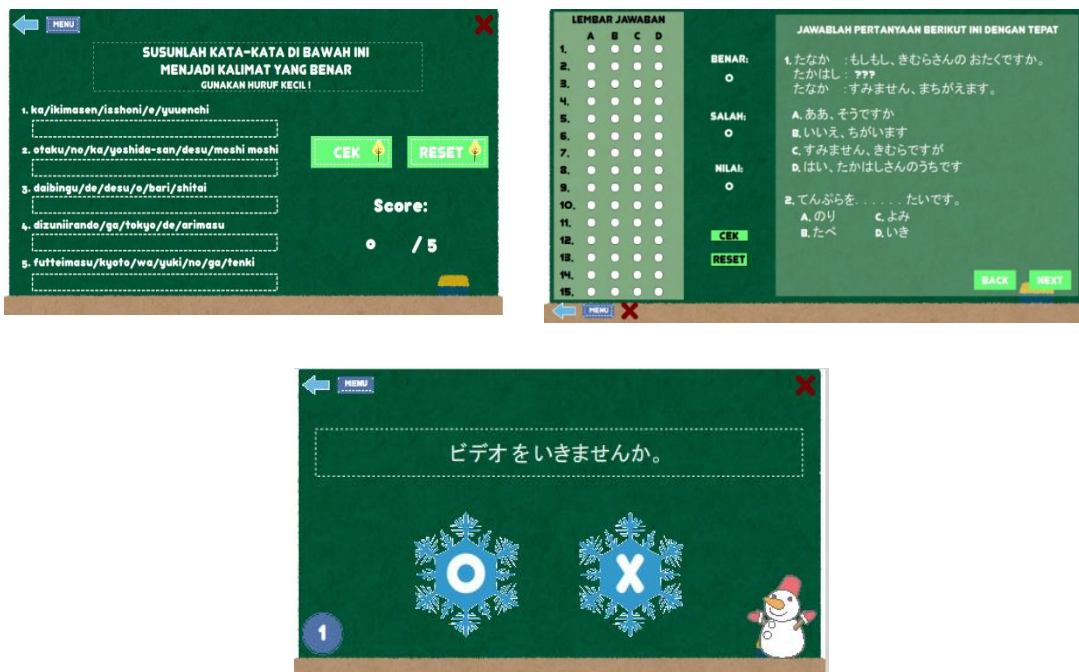 MENU
SUSUNLAH KATA-KATA DI BAWAH INI
MENJADI KALIMAT YANG BENAR
GUNAKAN HURUF KECIL !
1. ka/ikimasen/isshoni/e/yuuenchi
2. otaku/no/ka/yoshida-san/desu/moshi moshi
3. daibingu/de/desu/o/bari/shitai
4. dizuniirando/ga/tokyo/de/arimasu
5. futteimasu/kyoto/wa/yuki/no/ga/tenki
CEK
RESET
Score:
0 / 5
LEMBAR JAWABAN
A B C D
1.
2.
3.
4.
5.
6.
7.
8.
9.
10.
11.
12.
13.
14.
15.
BENAR:
0
SALAH:
0
NILAI:
0
CEK
RESET
JAWABLAH PERTANYAAN BERIKUT INI DENGAN TEPAT
1. たなか :もしもし、きむらさんの おたくですか。
たかはし : ???
たなか :すみません、まちがえます。
A. ああ、そうですか
B. いいえ、ちがいます
C. すみません、きむらですが
D. はい、たかはしさんのうちです
2. てんぷらを. . . . . . たいです。
A. のり C. よみ
B. たべ D. いき
BACK
NEXT
MENU
MENU
ビデオ をいきませんか。
O
X
1